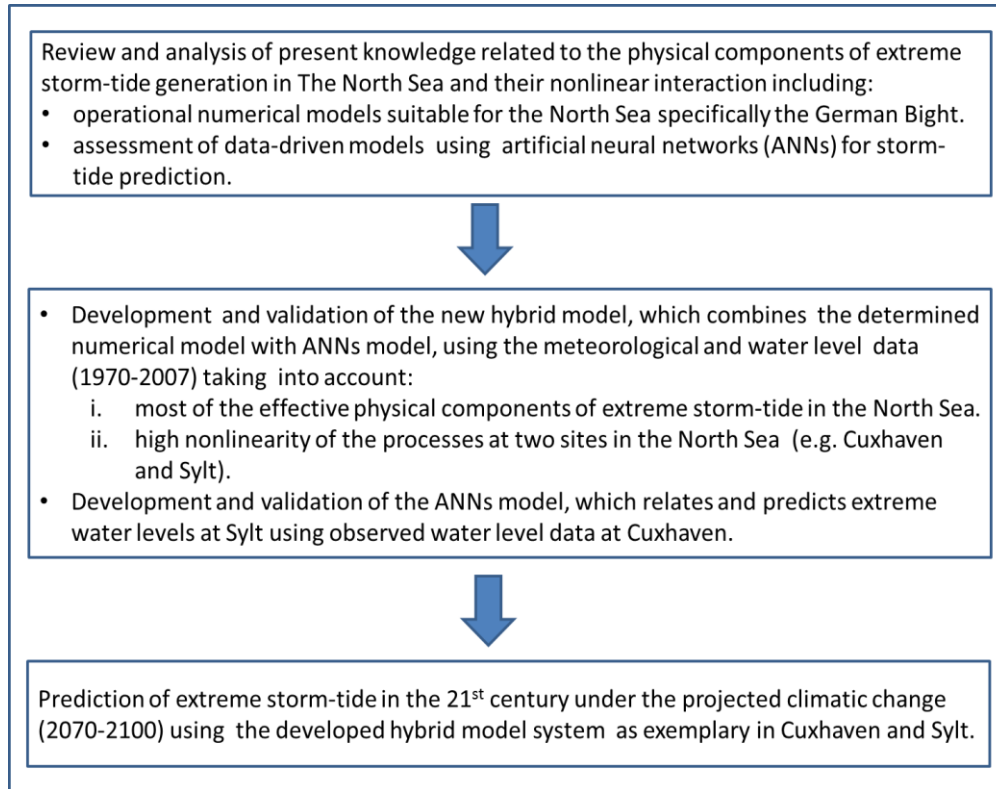 Review and analysis of present knowledge related to the physical components of extreme
storm-tide generation in The North Sea and their nonlinear interaction including:
• operational numerical models suitable for the North Sea specifically the German Bight.
• assessment of data-driven models using artificial neural networks (ANNs) for storm-
tide prediction.
• Development and validation of the new hybrid model, which combines the determined
numerical model with ANNs model, using the meteorological and water level data
(1970-2007) taking into account:
i. most of the effective physical components of extreme storm-tide in the North Sea.
ii. high nonlinearity of the processes at two sites in the North Sea (e.g. Cuxhaven
and Sylt).
• Development and validation of the ANNs model, which relates and predicts extreme
water levels at Sylt using observed water level data at Cuxhaven.
Prediction of extreme storm-tide in the 21st century under the projected climatic change
(2070-2100) using the developed hybrid model system as exemplary in Cuxhaven and Sylt.